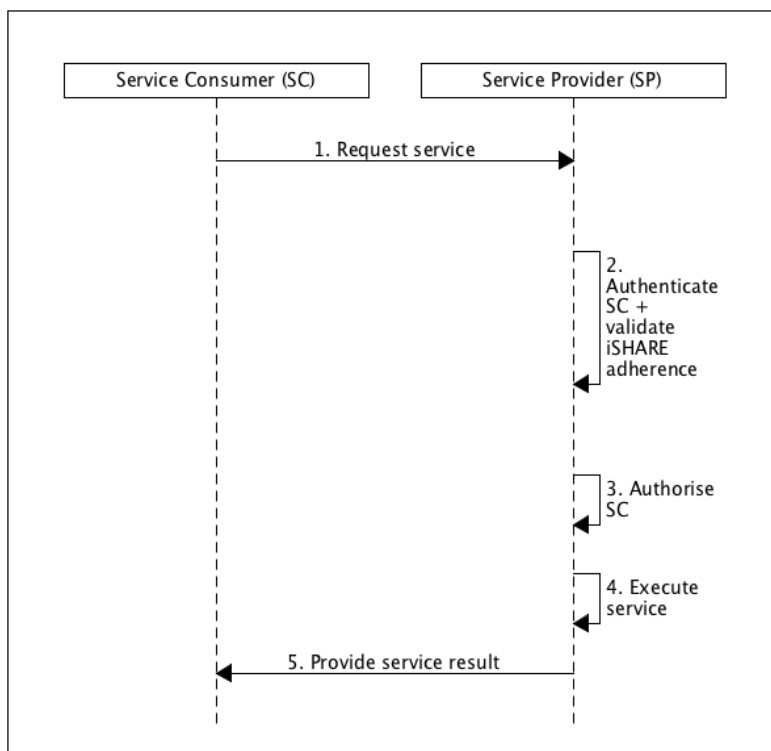 Service Consumer (SC)
Service Provider (SP)
1. Request service
2.
Authenticate
SC +
validate
iSHARE
adherence
3. Authorise
SC
4. Execute
service
5. Provide service result